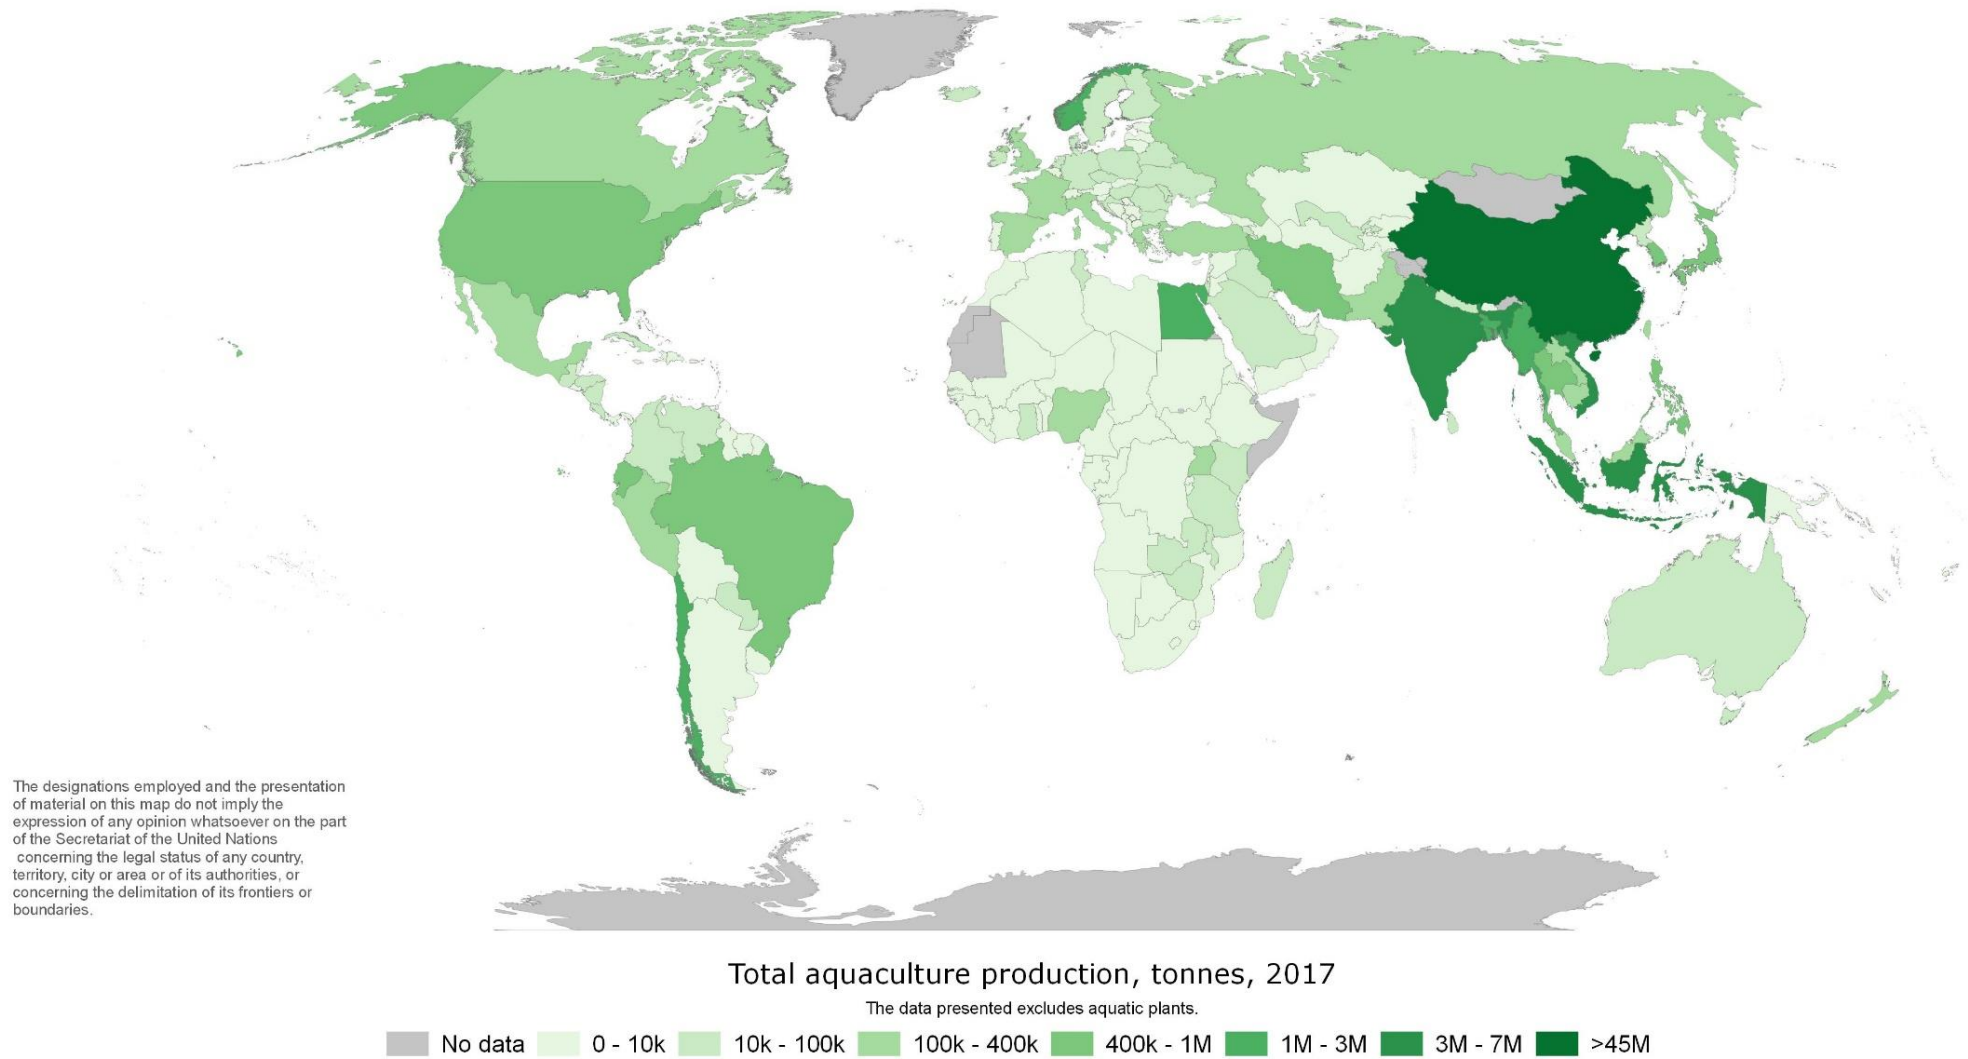 The designations employed and the presentation
of material on this map do not imply the
expression of any opinion whatsoever on the part
of the Secretariat of the United Nations
concerning the legal status of any country,
territory, city or area or of its authorities, or
concerning the delimitation of its frontiers or
boundaries.
Total aquaculture production, tonnes, 2017
The data presented excludes aquatic plants.
No data 0 - 10k 10k - 100k 100k - 400k 400k - 1M 1M - 3M 3M - 7M >45M